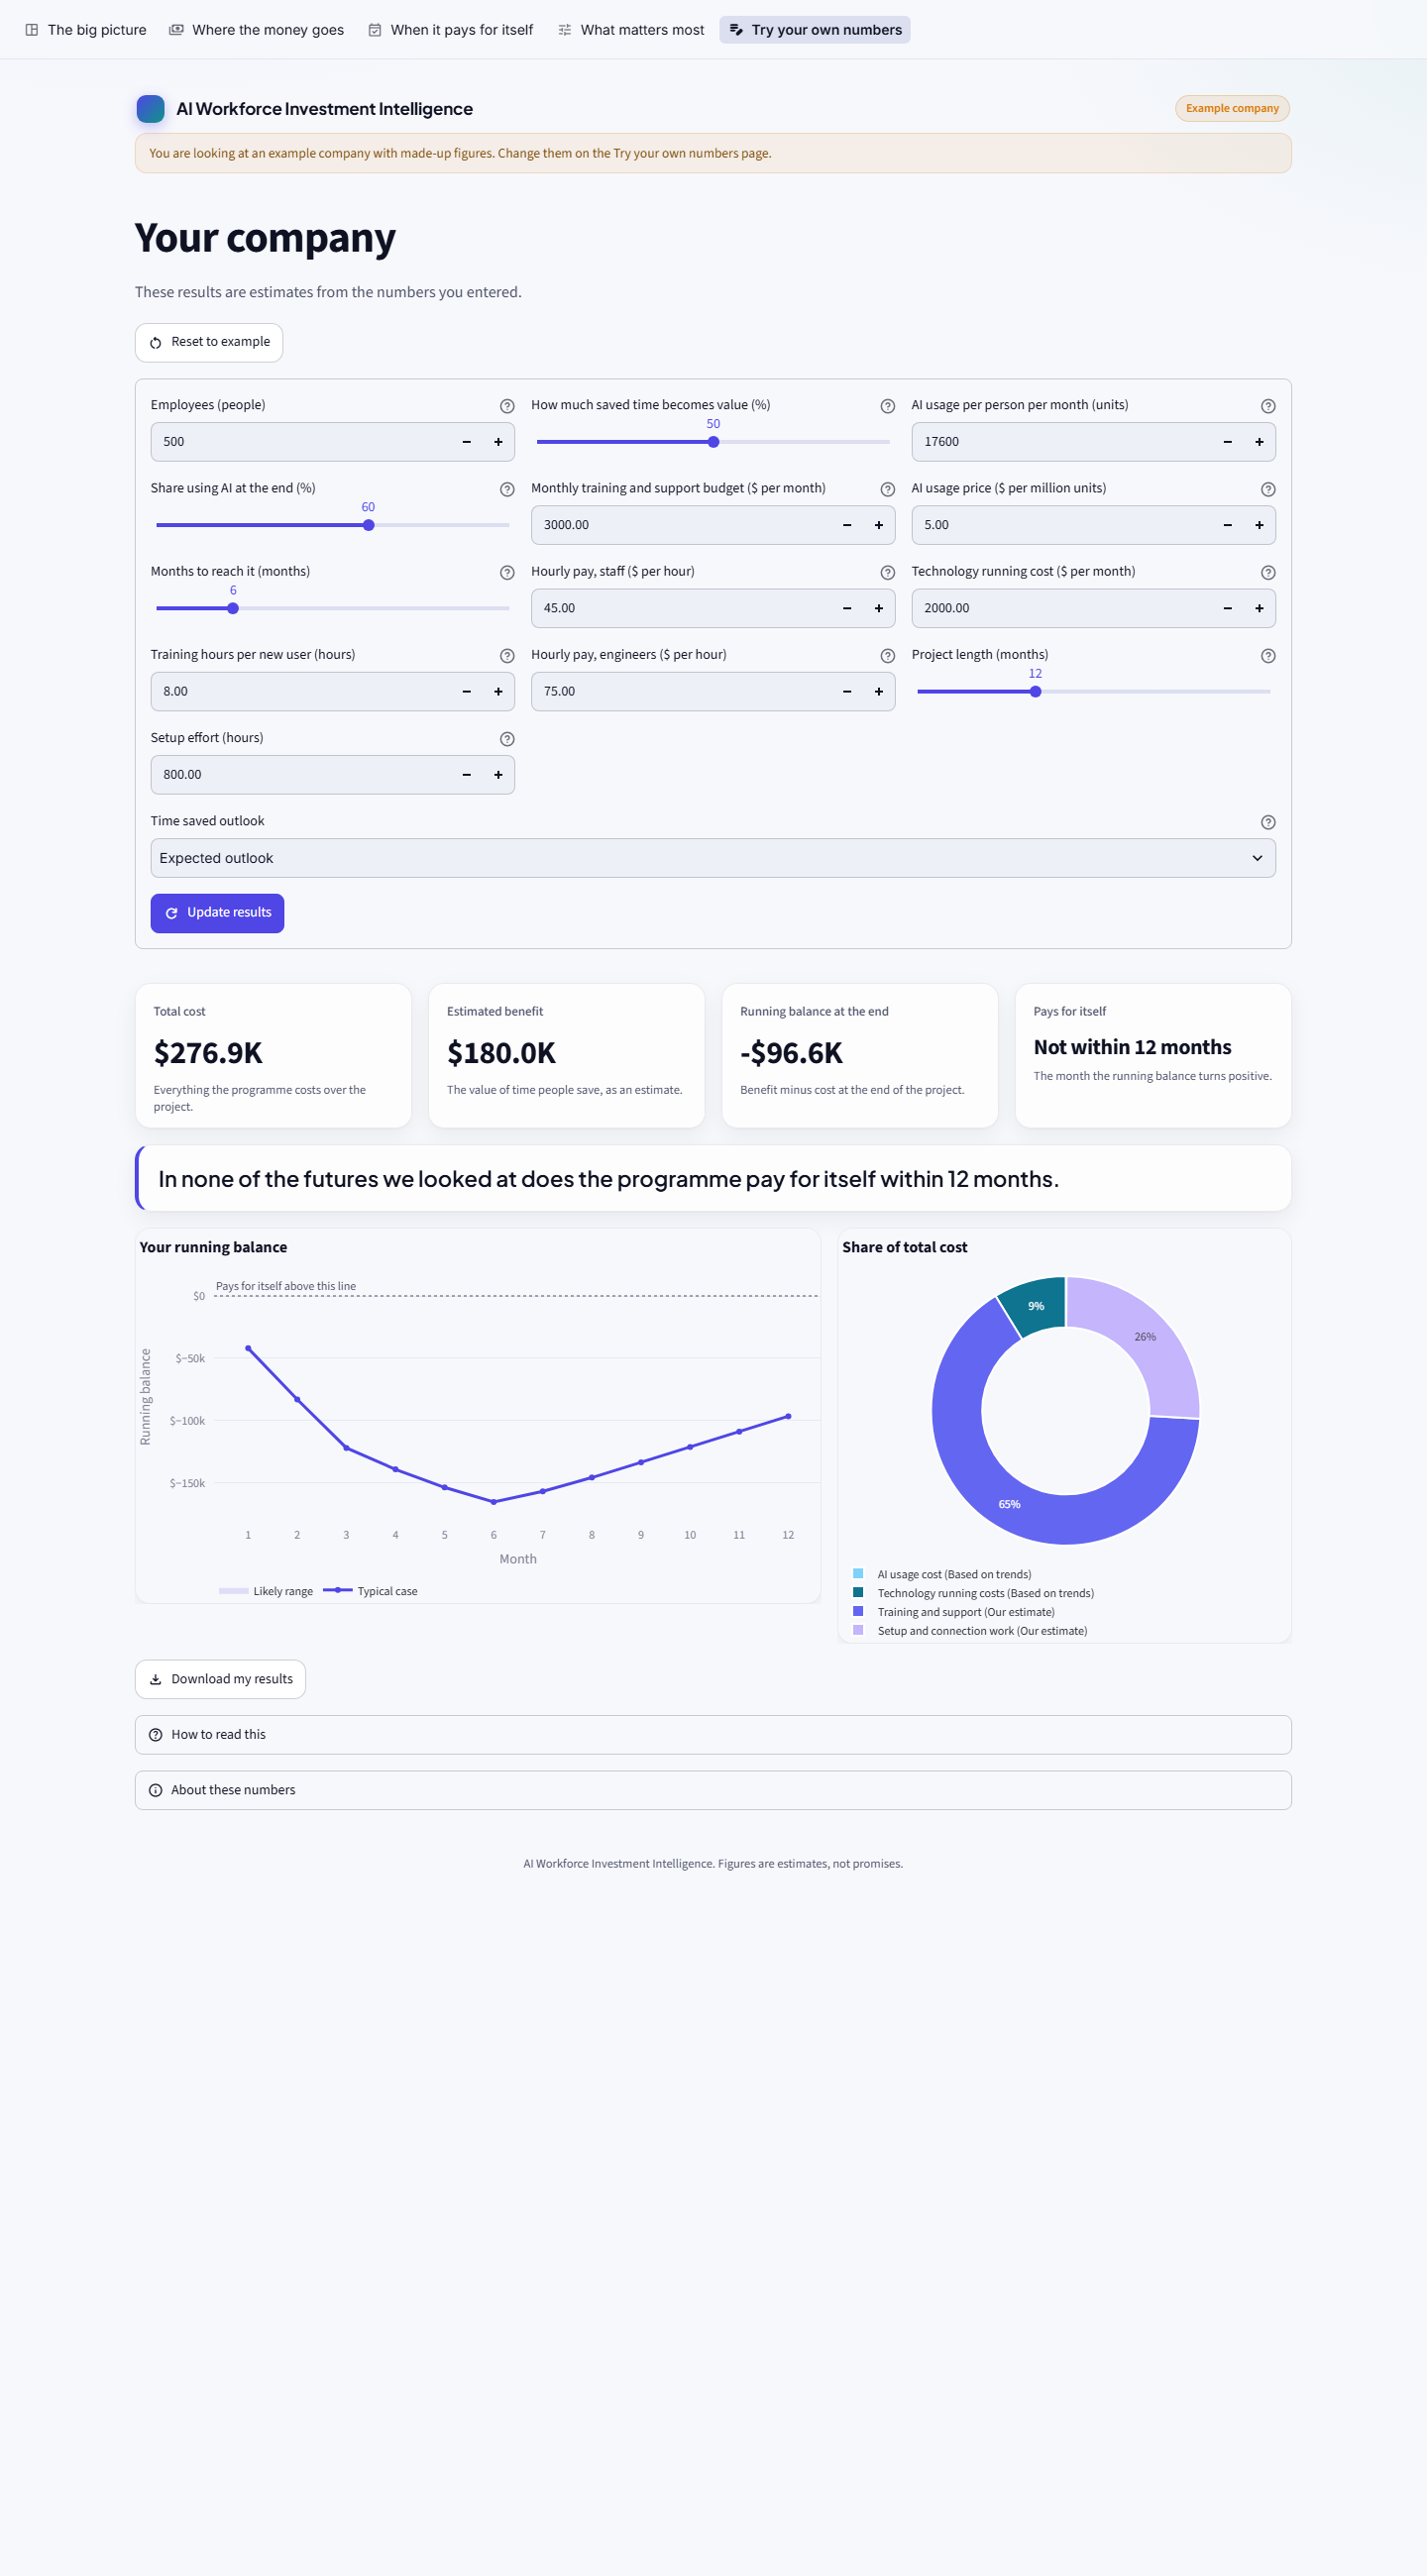 The big picture
Where the money goes
When it pays for itself
What matters most
Try your own numbers
AI Workforce Investment Intelligence
Example company
You are looking at an example company with made-up figures. Change them on the Try your own numbers page.
Your company
These results are estimates from the numbers you entered.
Reset to example
Employees (people)
500
How much saved time becomes value (%)
50
AI usage per person per month (units)
17600
Share using AI at the end (%)
60
Monthly training and support budget ($ per month)
3000.00
AI usage price ($ per million units)
5.00
Months to reach it (months)
6
Hourly pay, staff ($ per hour)
45.00
Technology running cost ($ per month)
2000.00
Training hours per new user (hours)
8.00
Hourly pay, engineers ($ per hour)
75.00
Project length (months)
12
Setup effort (hours)
800.00
Time saved outlook
Expected outlook
Update results
Total cost
$276.9K
Everything the programme costs over the
project.
Estimated benefit
$180.0K
The value of time people save, as an estimate.
Running balance at the end
-$96.6K
Benefit minus cost at the end of the project.
Pays for itself
Not within 12 months
The month the running balance turns positive.
In none of the futures we looked at does the programme pay for itself within 12 months.
Your running balance
Pays for itself above this line
$0
$−50k
$−100k
$−150k
Running balance
1 2 3 4 5 6 7 8 9 10 11 12
Month
Likely range
Typical case
Share of total cost
9%
26%
65%
AI usage cost (Based on trends)
Technology running costs (Based on trends)
Training and support (Our estimate)
Setup and connection work (Our estimate)
Download my results
How to read this
About these numbers
AI Workforce Investment Intelligence. Figures are estimates, not promises.